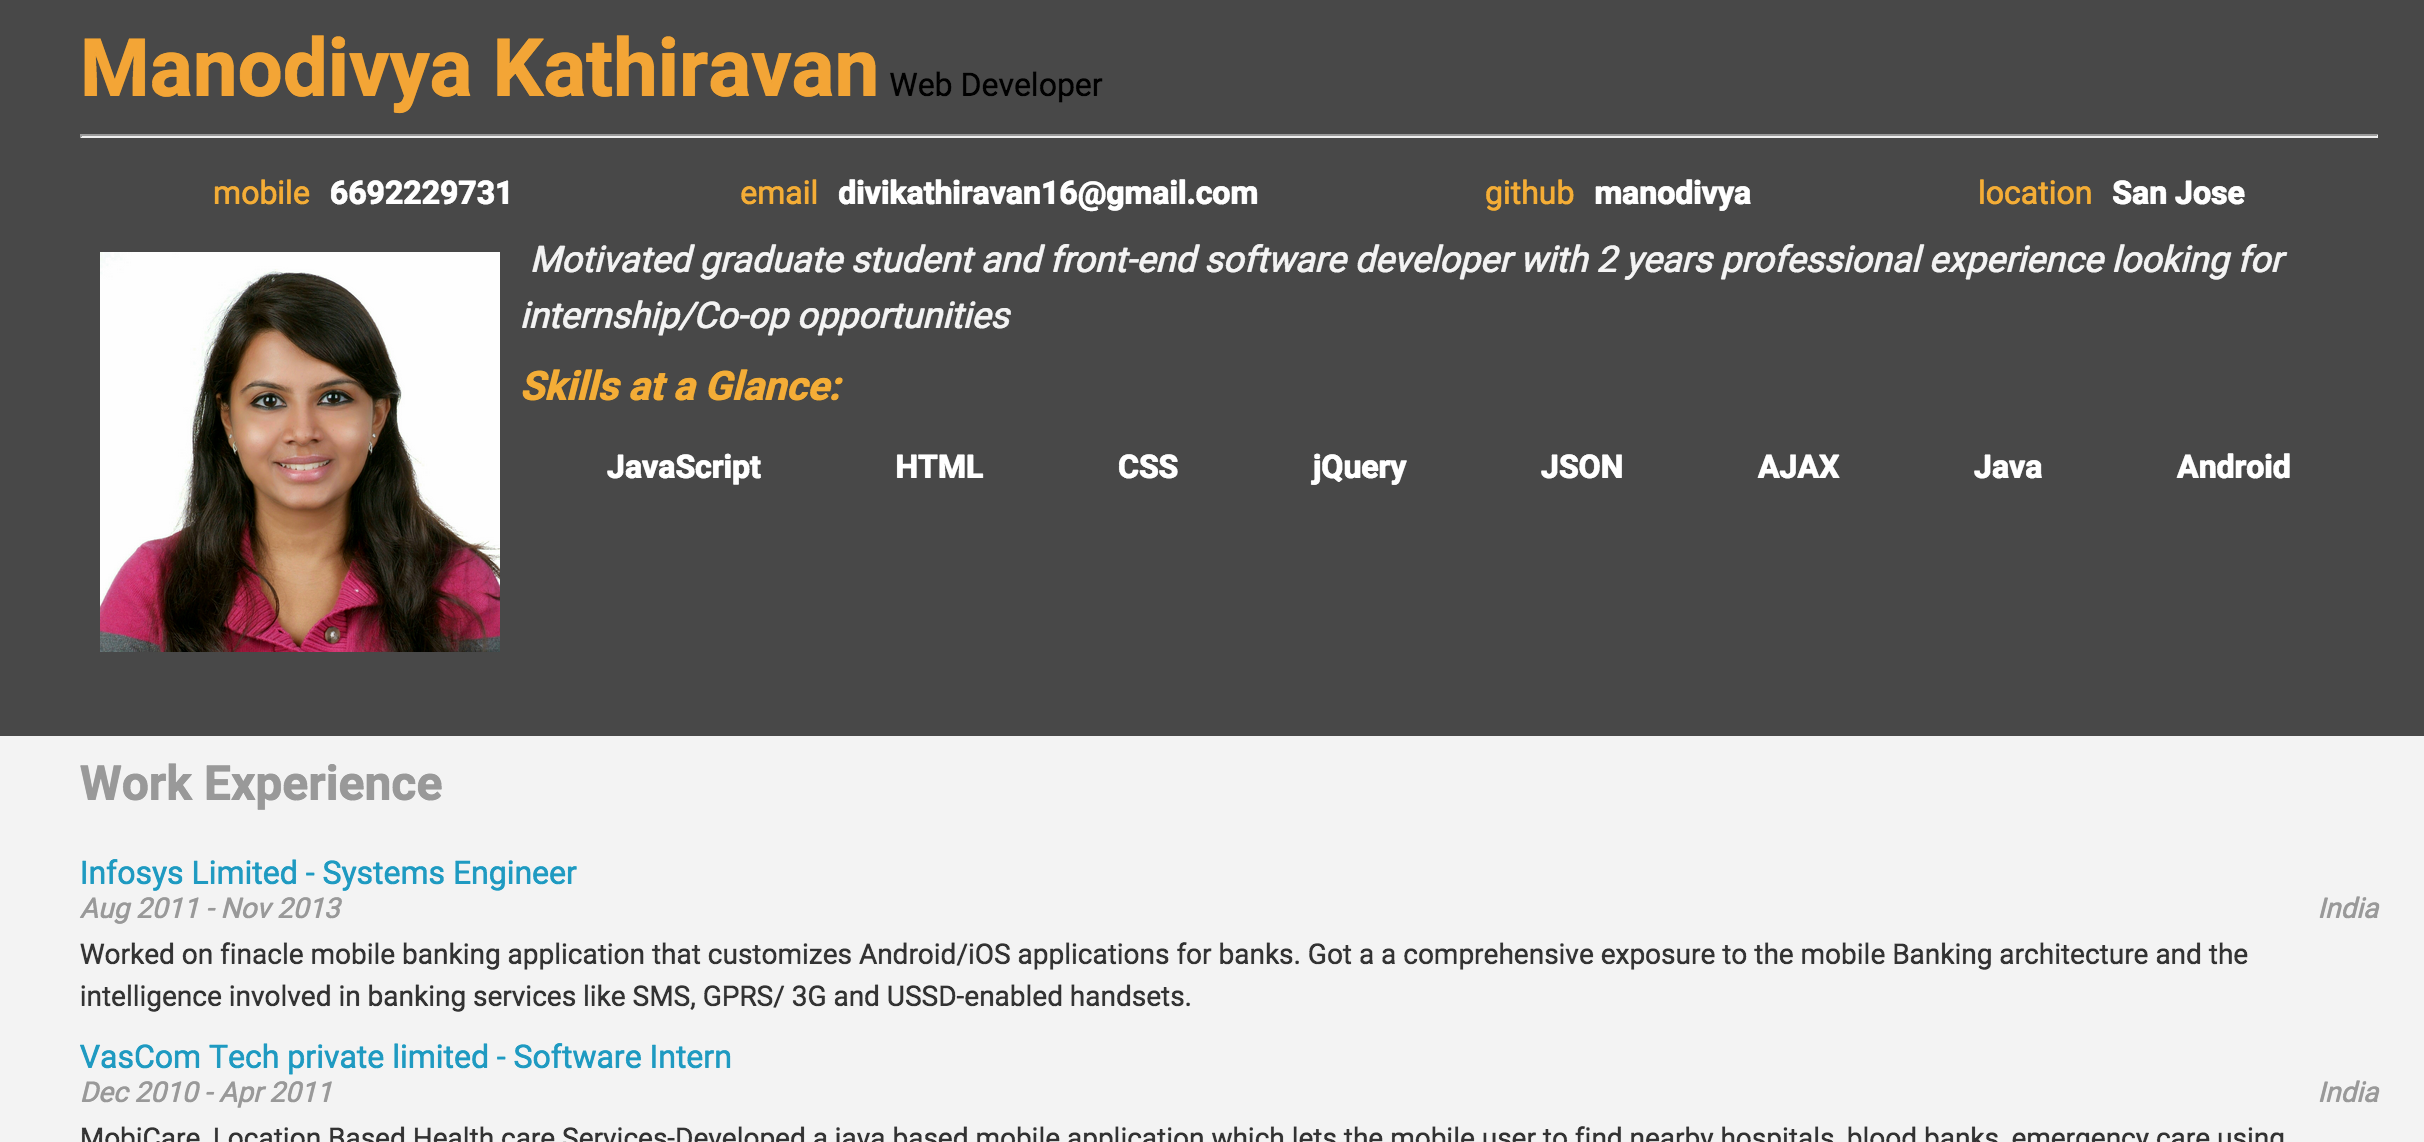 Manodivya Kathiravan Web Developer
mobile 6692229731 email divikathiravan16@gmail.com github manodivya location San Jose
Motivated graduate student and front-end software developer with 2 years professional experience looking for
internship/Co-op opportunities
Skills at a Glance:
JavaScript HTML CSS jQuery JSON AJAX Java Android
Work Experience
Infosys Limited - Systems Engineer
Aug 2011 - Nov 2013 India
Worked on finacle mobile banking application that customizes Android/iOS applications for banks. Got a a comprehensive exposure to the mobile Banking architecture and the
intelligence involved in banking services like SMS, GPRS/ 3G and USSD-enabled handsets.
VasCom Tech private limited - Software Intern
Dec 2010 - Apr 2011 India
MobiCare, Location Based Health care Services-Developed a java based mobile application which lets the mobile user to find nearby hospitals, blood banks, emergency care using